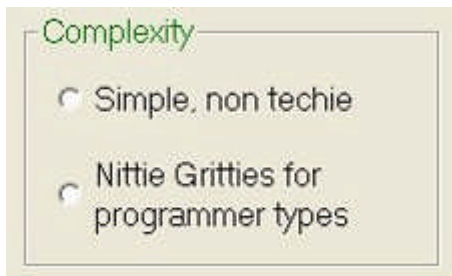 Complexity
Simple, non techie
Nittie Gritties for
programmer types